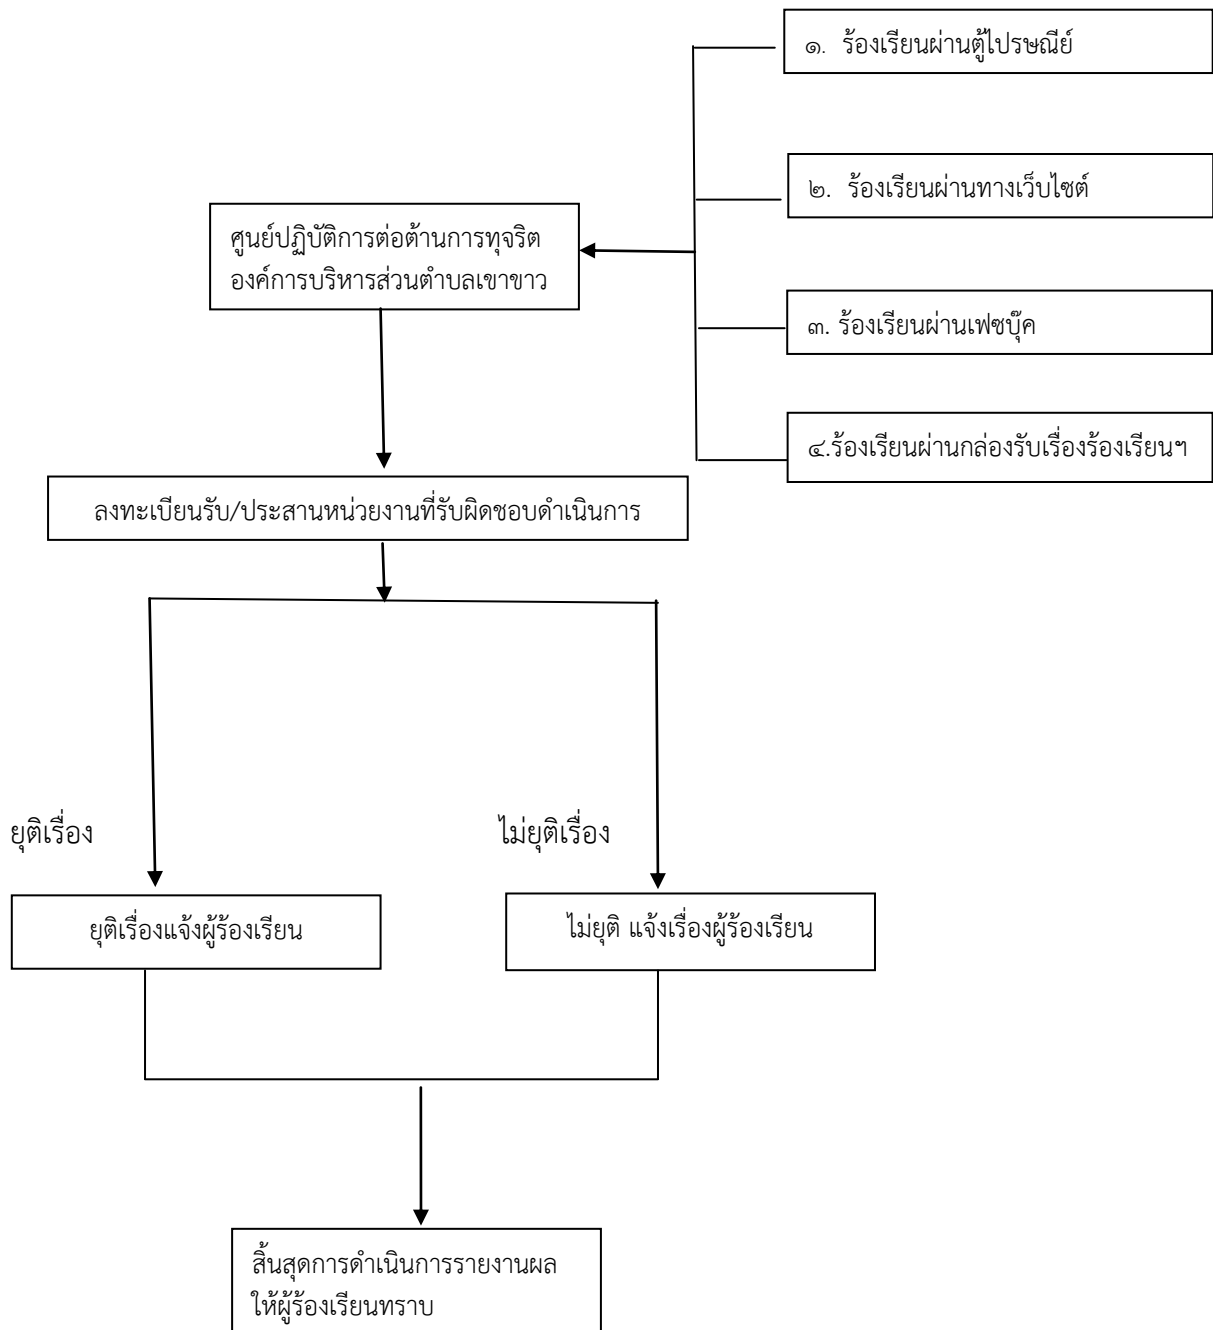 ๑. ร้องเรียนผ่านตู้ไปรษณีย์
๒. ร้องเรียนผ่านทางเว็บไซต์
ศูนย์ปฏิบัติการต่อต้านการทุจริต
องค์การบริหารส่วนตำบลเขาขาว
๓. ร้องเรียนผ่านเฟซบุ๊ค
๔.ร้องเรียนผ่านกล่องรับเรื่องร้องเรียนฯ
ลงทะเบียนรับ/ประสานหน่วยงานที่รับผิดชอบดำเนินการ
ยุติเรื่อง
ไม่ยุติเรื่อง
ยุติเรื่องแจ้งผู้ร้องเรียน
ไม่ยุติ แจ้งเรื่องผู้ร้องเรียน
สิ้นสุดการดำเนินการรายงานผล
ให้ผู้ร้องเรียนทราบ